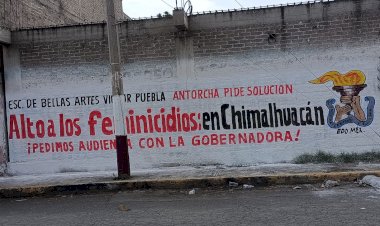 ESC. DE BELLAS ARTES VICTOR PUEBLA ANTORCHA PIDE SOLUCION
Alto a los feminicidios; en Chimalhuacán
¡PEDIMOS AUDIENCIA CON LA GOBERNADORA!
EDO MEX.